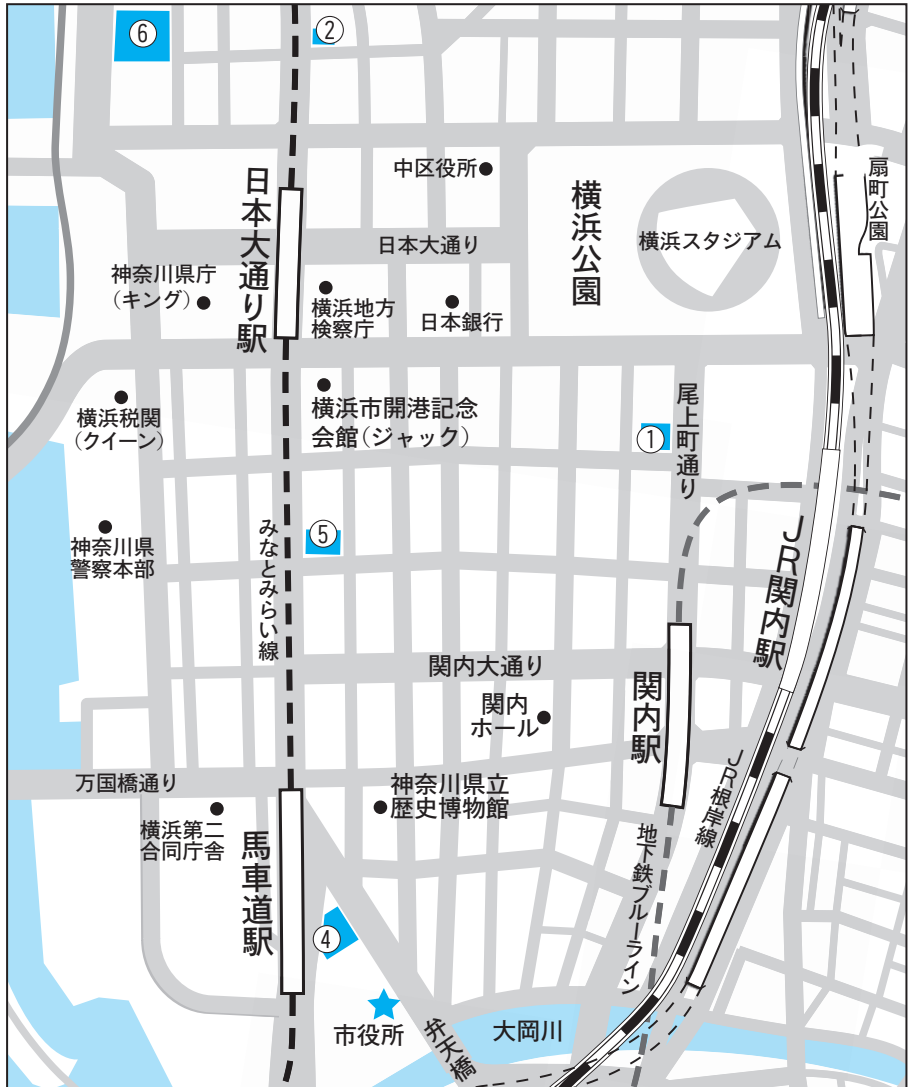 ⑥
②
中区役所
扇町公園
日本大通り駅
横浜公園
横浜スタジアム
日本大通り
神奈川県庁
（キング）
横浜地方
検察庁
日本銀行
横浜税関
（クイーン）
横浜市開港記念
会館（ジャック）
尾上町通り
①
神奈川県
警察本部
みなとみらい線
⑤
JR関内駅
関内大通り
関内
ホール
関内駅
万国橋通り
神奈川県立
歴史博物館
JR根岸線
横浜第二
合同庁舎
馬車道駅
地下鉄ブルーライン
④
市役所
弁天橋
大岡川